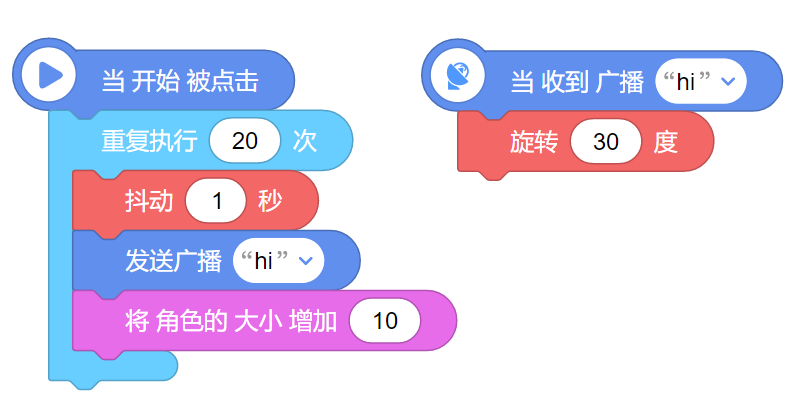 当 开始 被点击
重复执行 20 次
抖动 1 秒
发送广播 “hi”
将 角色的 大小 增加 10
当 收到 广播 “hi”
旋转 30 度